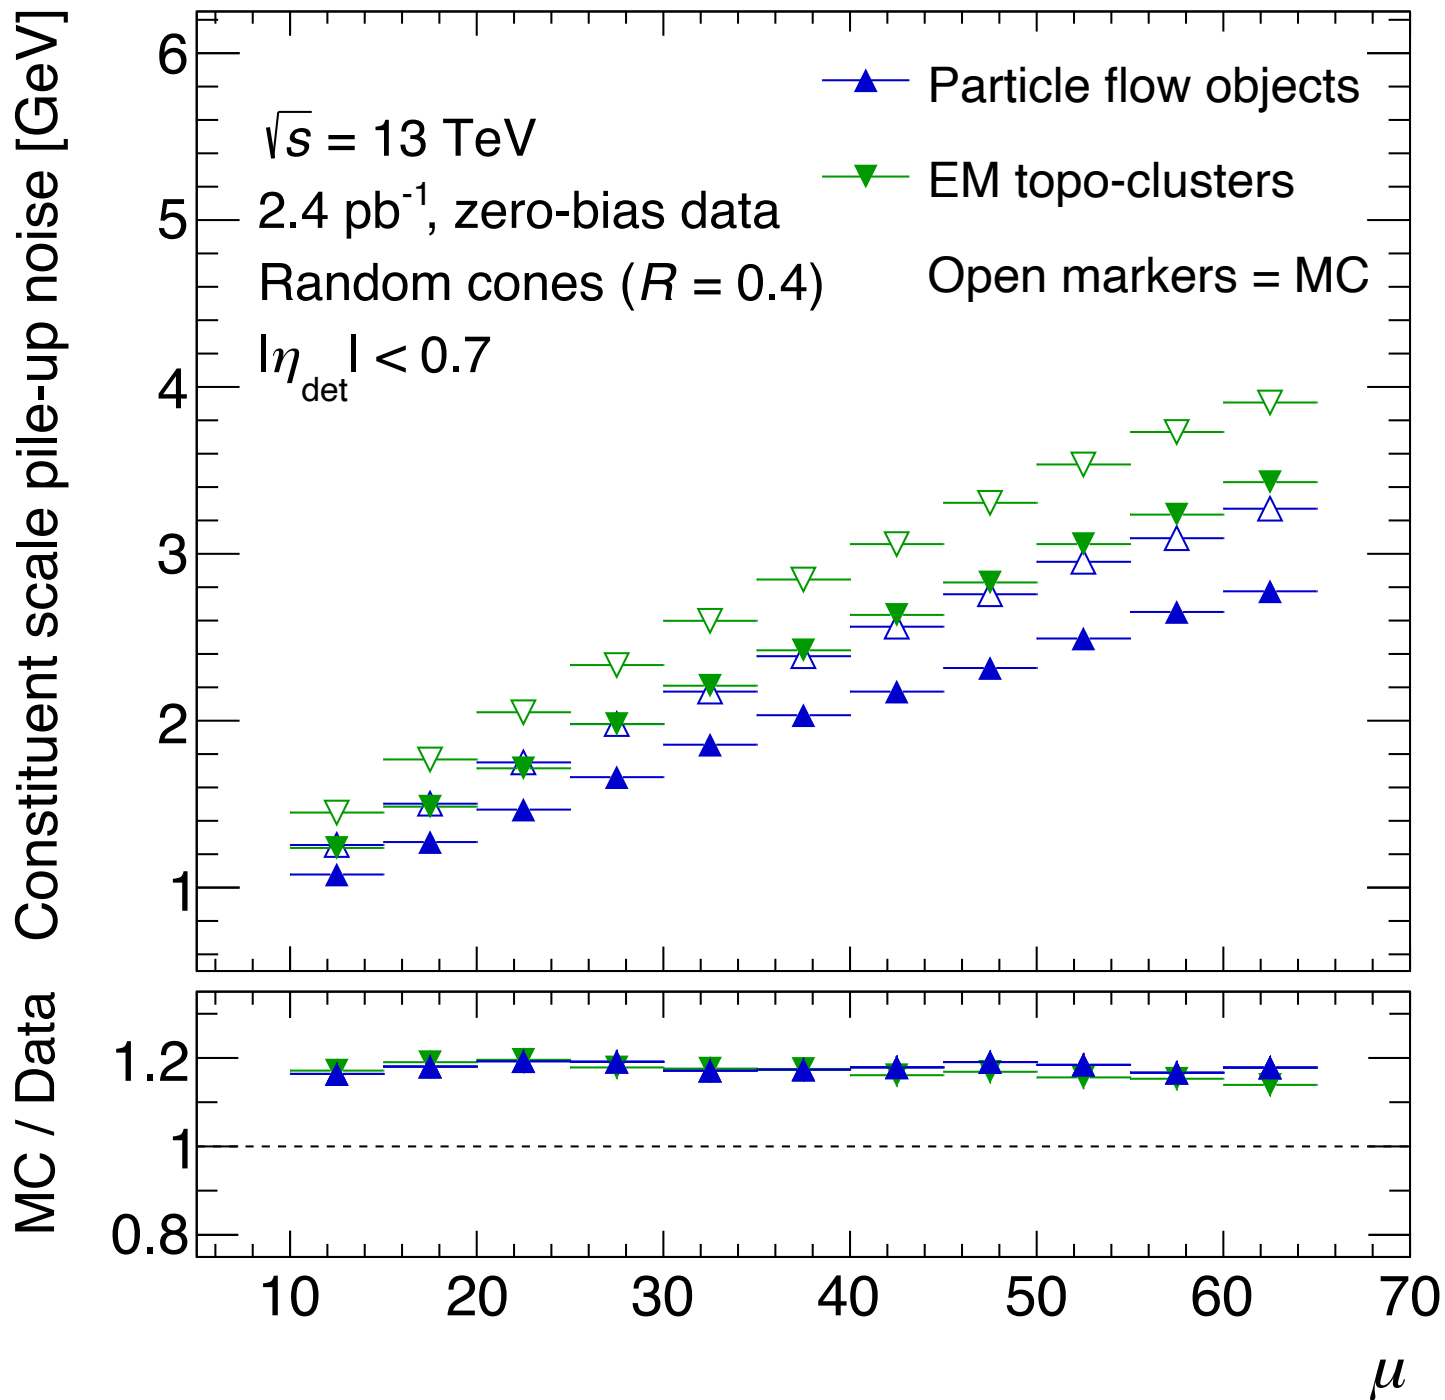 Constituent scale pile-up noise [GeV]
6
5
4
3
2
1
√s = 13 TeV
2.4 pb⁻¹, zero-bias data
Random cones (R = 0.4)
|η_det| < 0.7
Particle flow objects
EM topo-clusters
Open markers = MC
MC / Data
1.2
1
0.8
10 20 30 40 50 60 70
μ